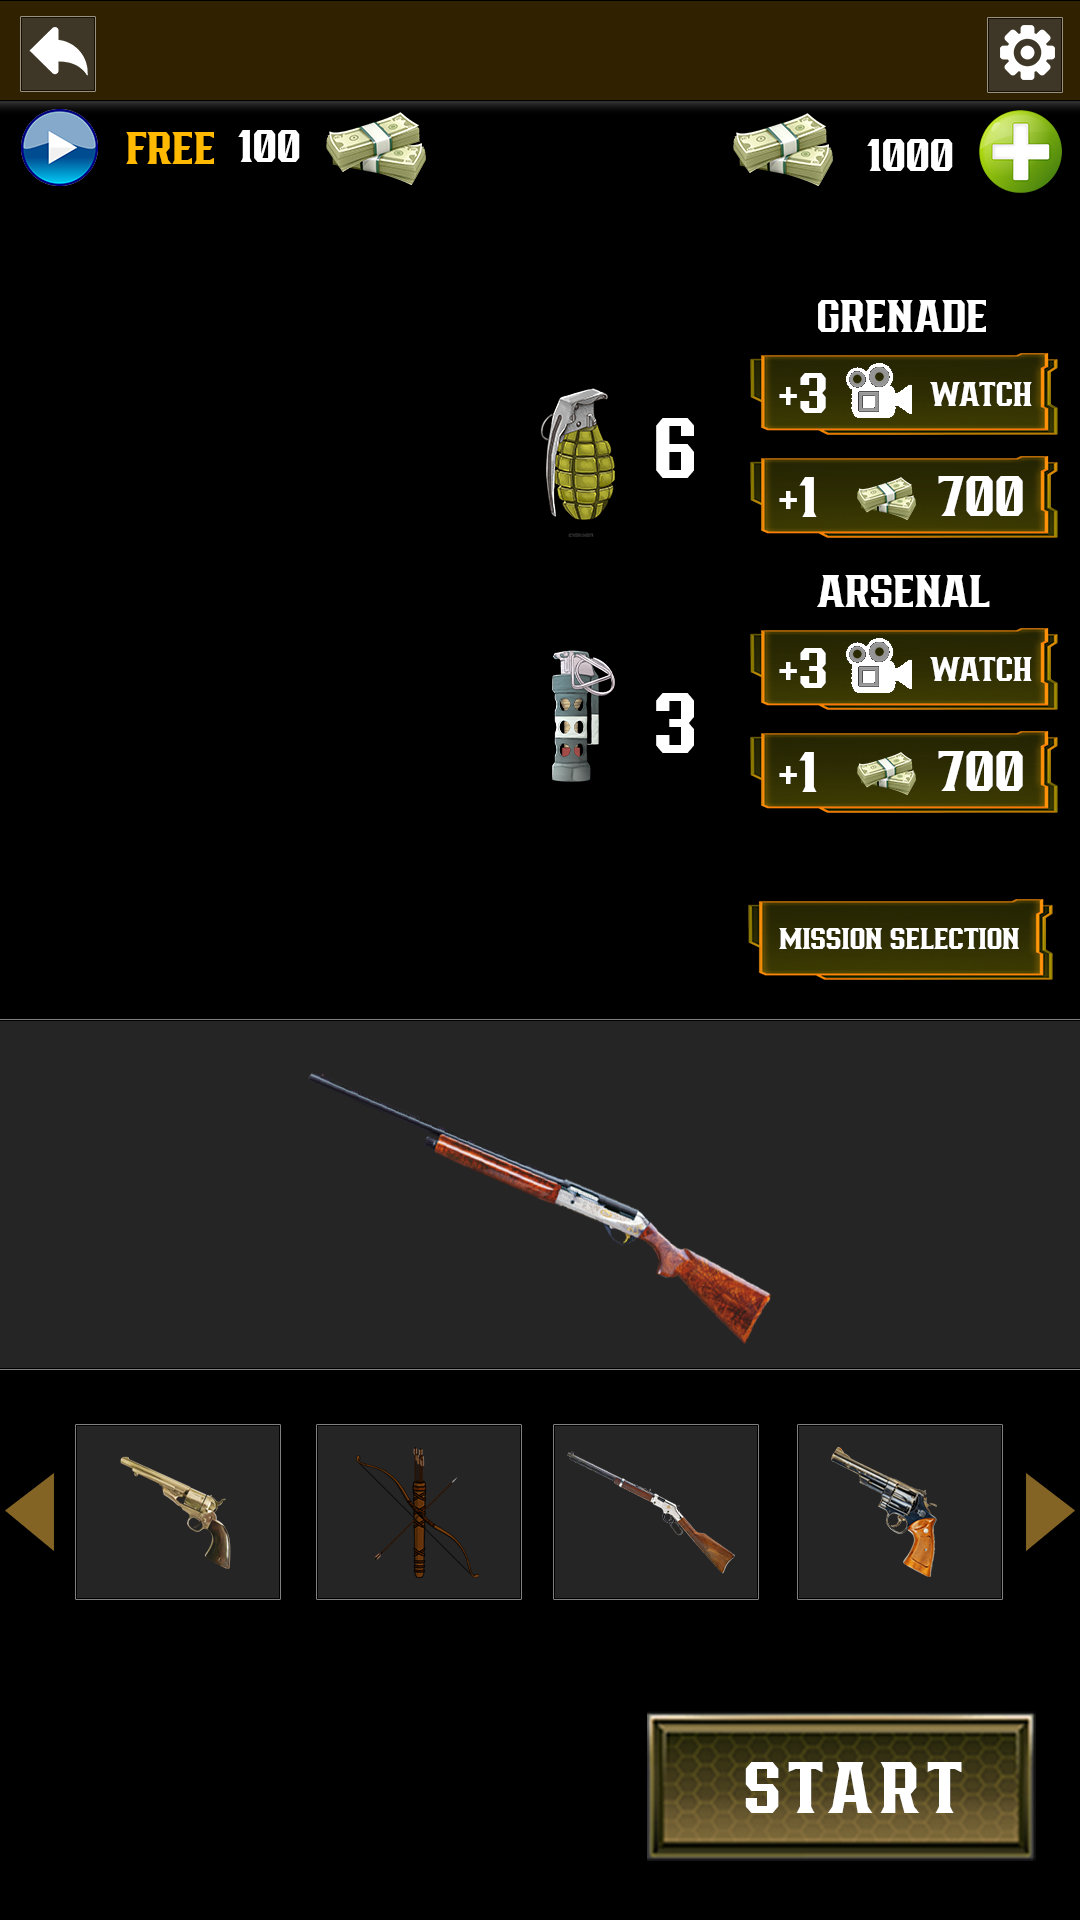 FREE 100
1000
GRENADE
+3 WATCH
6
+1 700
ARSENAL
+3 WATCH
3
+1 700
MISSION SELECTION
START